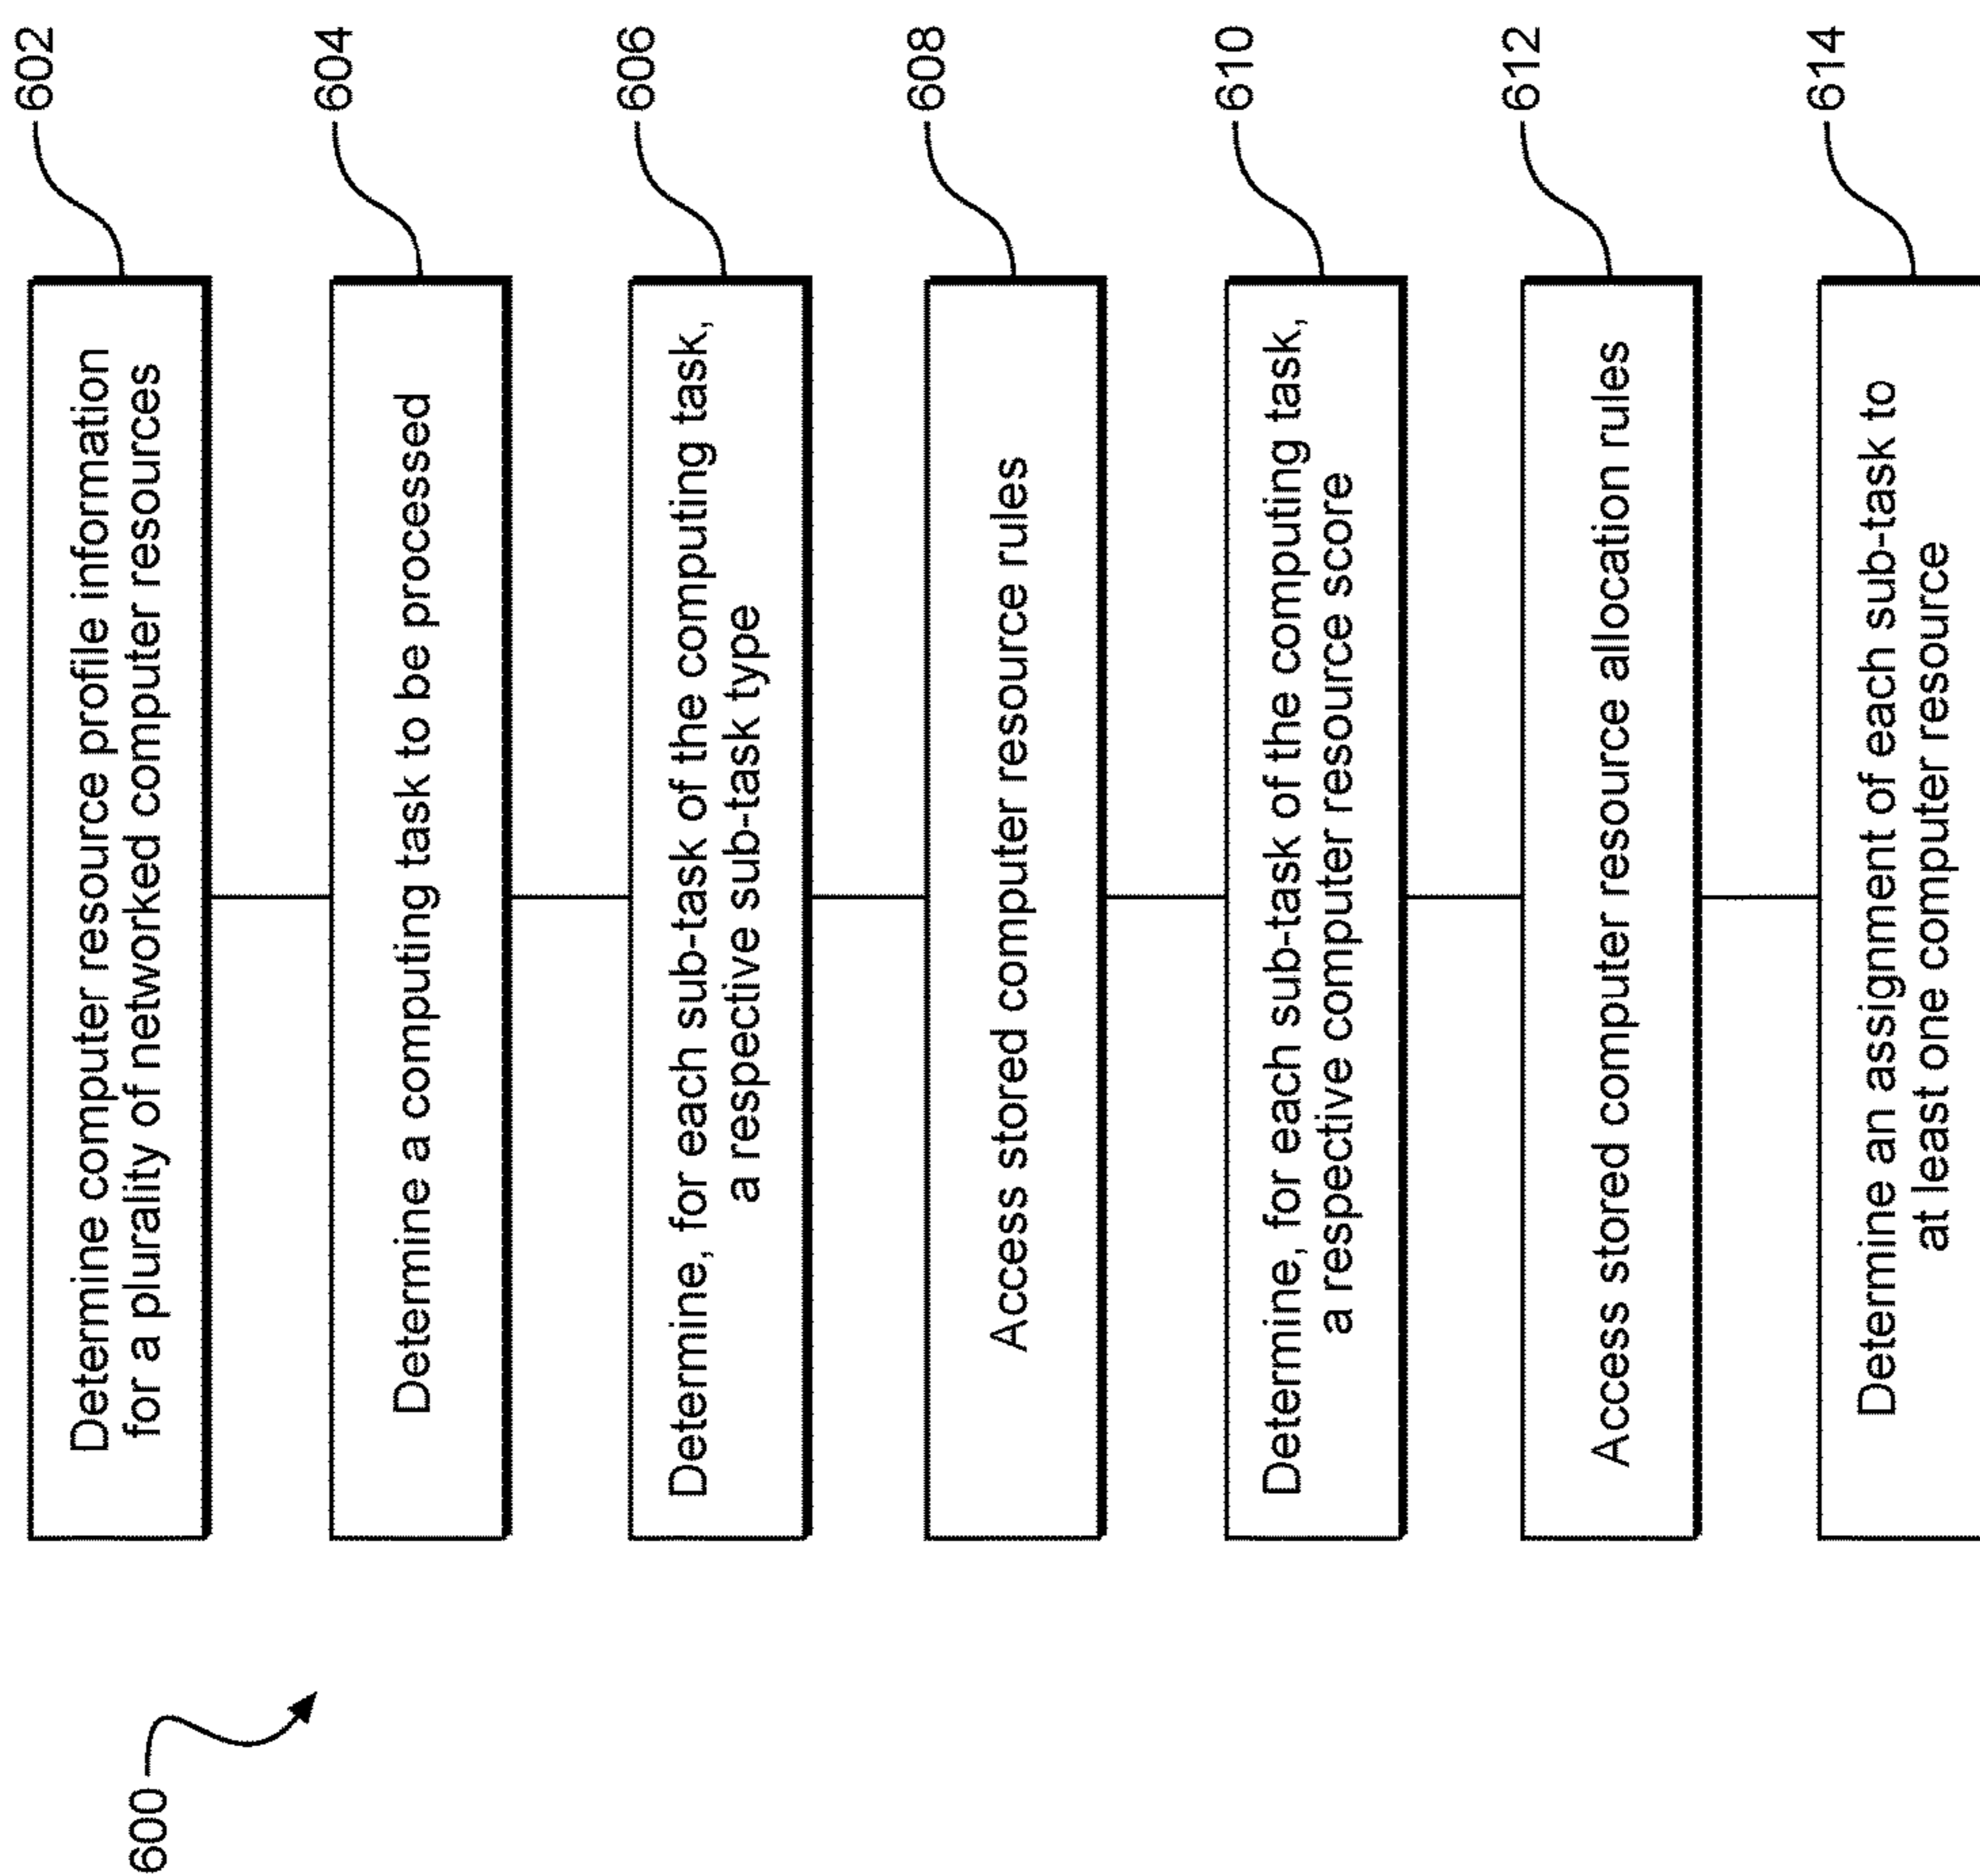 600
602
Determine computer resource profile information
for a plurality of networked computer resources
604
Determine a computing task to be processed
606
Determine, for each sub-task of the computing task,
a respective sub-task type
608
Access stored computer resource rules
610
Determine, for each sub-task of the computing task,
a respective computer resource score
612
Access stored computer resource allocation rules
614
Determine an assignment of each sub-task to
at least one computer resource